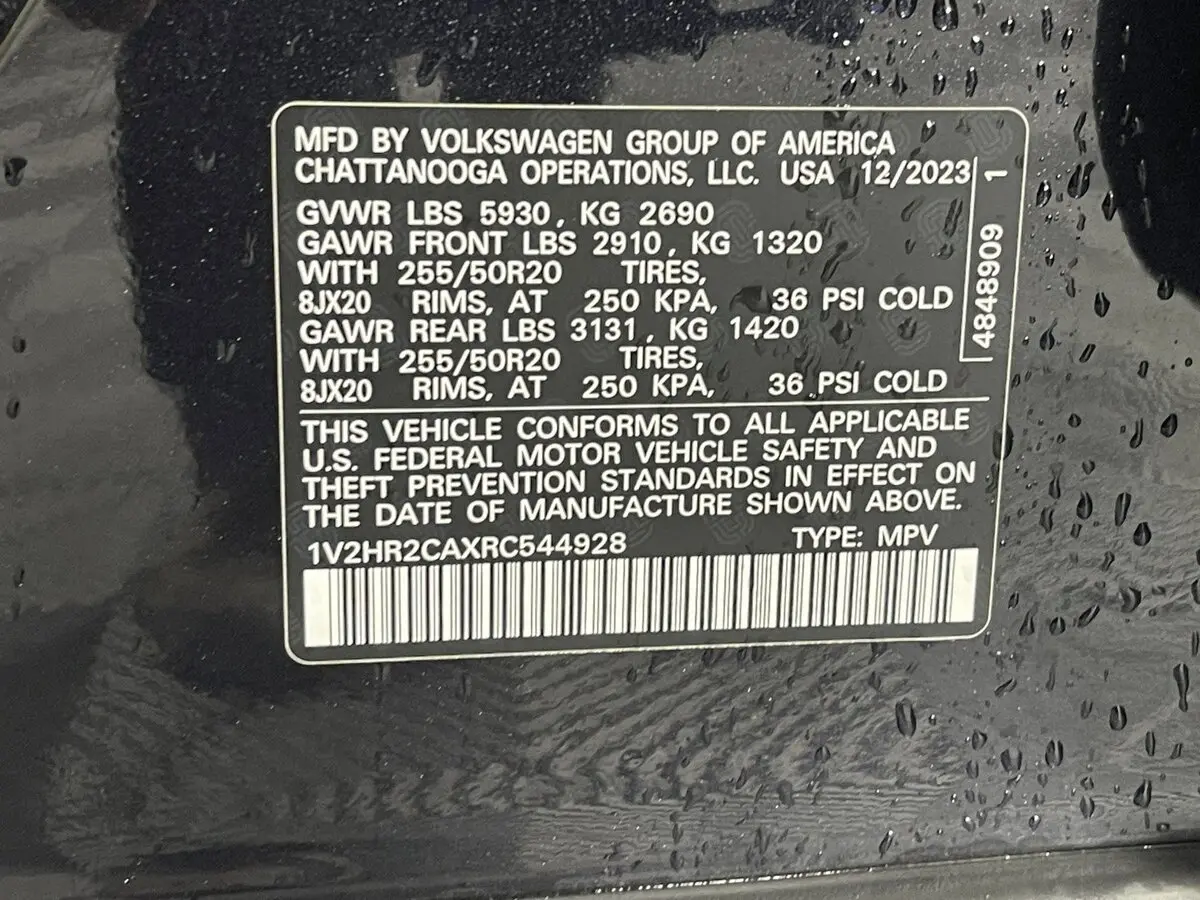 MFD BY VOLKSWAGEN GROUP OF AMERICA
CHATTANOOGA OPERATIONS, LLC. USA 12/2023
GVWR LBS 5930, KG 2690
GAWR FRONT LBS 2910, KG 1320
WITH 255/50R20 TIRES,
8JX20 RIMS, AT 250 KPA, 36 PSI COLD
GAWR REAR LBS 3131, KG 1420
WITH 255/50R20 TIRES,
8JX20 RIMS, AT 250 KPA, 36 PSI COLD
4848909 1
THIS VEHICLE CONFORMS TO ALL APPLICABLE
U.S. FEDERAL MOTOR VEHICLE SAFETY AND
THEFT PREVENTION STANDARDS IN EFFECT ON
THE DATE OF MANUFACTURE SHOWN ABOVE.
1V2HR2CAXRC544928 TYPE: MPV